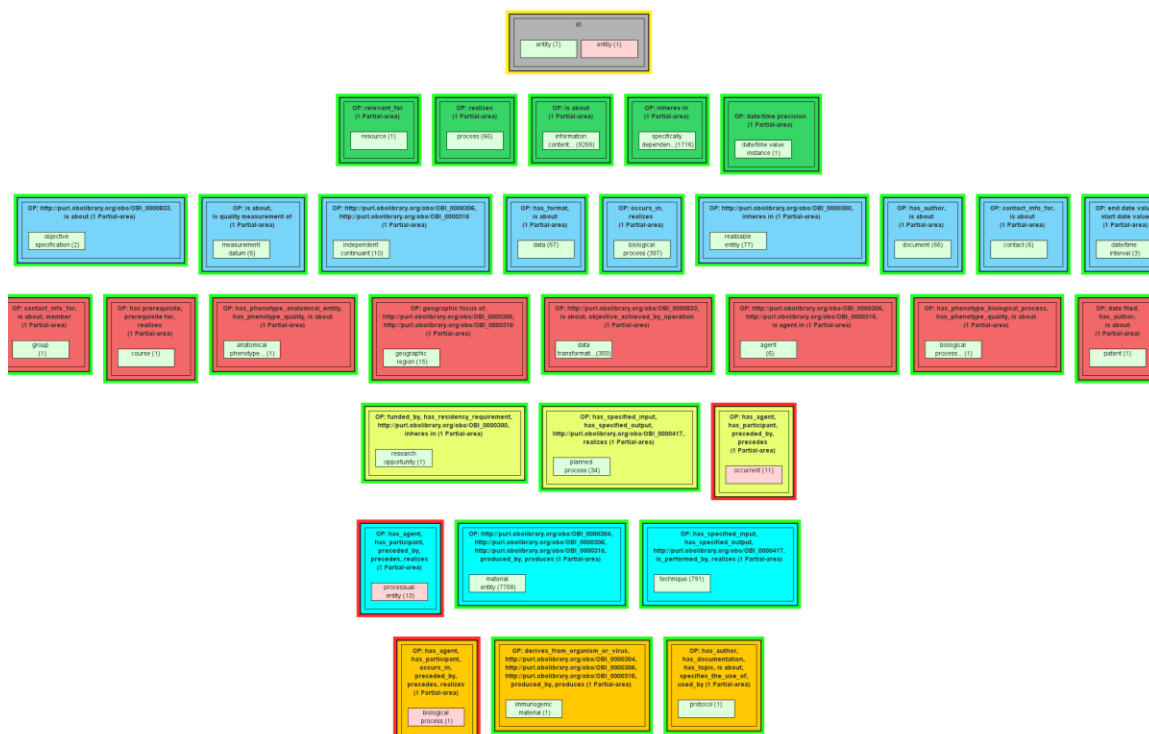 Ø
entity (7)
entity (1)
OP: relevant_for
(1 Partial-area)
resource (1)
OP: realizes
(1 Partial-area)
process (66)
OP: is about
(1 Partial-area)
information
content... (9266)
OP: inheres in
(1 Partial-area)
specifically
dependen...(1716)
OP: date/time precision
(1 Partial-area)
date/time value
instance (1)
OP: http://purl.obolibrary.org/obo/OBI_0000833,
is about (1 Partial-area)
objective
specification (2)
OP: is about,
is quality measurement of
(1 Partial-area)
measurement
datum (6)
OP: http://purl.obolibrary.org/obo/OBI_0000306,
http://purl.obolibrary.org/obo/OBI_0000316
(1 Partial-area)
independent
continuant (10)
OP: has_format,
is about
(1 Partial-area)
data (67)
OP: occurs_in,
realizes
(1 Partial-area)
biological
process (397)
OP: http://purl.obolibrary.org/obo/OBI_0000300,
inheres in (1 Partial-area)
realizable
entity (77)
OP: has_author,
is about
(1 Partial-area)
document (66)
OP: contact_info_for,
is about
(1 Partial-area)
contact (6)
OP: end date valu
start date value
(1 Partial-area)
date/time
interval (3)
OP: contact_info_for,
is about, member
(1 Partial-area)
group
(1)
OP: has prerequisite,
prerequisite for,
realizes
(1 Partial-area)
course (1)
OP: has_phenotype_anatomical_entity,
has_phenotype_quality, is about
(1 Partial-area)
anatomical
phenotype... (1)
OP: geographic focus of,
http://purl.obolibrary.org/obo/OBI_0000306,
http://purl.obolibrary.org/obo/OBI_0000316
(1 Partial-area)
geographic
region (15)
OP: http://purl.obolibrary.org/obo/OBI_0000833,
is about, objective_achieved_by_operation
(1 Partial-area)
data
transformati...(303)
OP: http://purl.obolibrary.org/obo/OBI_0000306,
http://purl.obolibrary.org/obo/OBI_0000316,
is agent in (1 Partial-area)
agent
(6)
OP: has_phenotype_biological_process,
has_phenotype_quality, is about
(1 Partial-area)
biological
process... (1)
OP: date filed,
has_author,
is about
(1 Partial-area)
patent (1)
OP: funded_by, has_residency_requirement,
http://purl.obolibrary.org/obo/OBI_0000300,
inheres in (1 Partial-area)
research
opportunity (1)
OP: has_specified_input,
has_specified_output,
http://purl.obolibrary.org/obo/OBI_0000417,
realizes (1 Partial-area)
planned
process (34)
OP: has_agent,
has_participant,
preceded_by,
precedes
(1 Partial-area)
occurrent (11)
OP: has_agent,
has_participant,
preceded_by,
precedes, realizes
(1 Partial-area)
processual
entity (13)
OP: http://purl.obolibrary.org/obo/OBI_0000304,
http://purl.obolibrary.org/obo/OBI_0000306,
http://purl.obolibrary.org/obo/OBI_0000316,
produced_by, produces (1 Partial-area)
material
entity (7758)
OP: has_specified_input,
has_specified_output,
http://purl.obolibrary.org/obo/OBI_0000417,
is_performed_by, realizes (1 Partial-area)
technique (791)
OP: has_agent,
has_participant,
occurs_in,
preceded_by,
precedes, realizes
(1 Partial-area)
biological
process (1)
OP: derives_from_organism_or_virus,
http://purl.obolibrary.org/obo/OBI_0000304,
http://purl.obolibrary.org/obo/OBI_0000306,
http://purl.obolibrary.org/obo/OBI_0000316,
produced_by, produces (1 Partial-area)
immunogenic
material (1)
OP: has_author,
has_documentation,
has_topic, is about,
specifies_the_use_of,
used_by (1 Partial-area)
protocol (1)